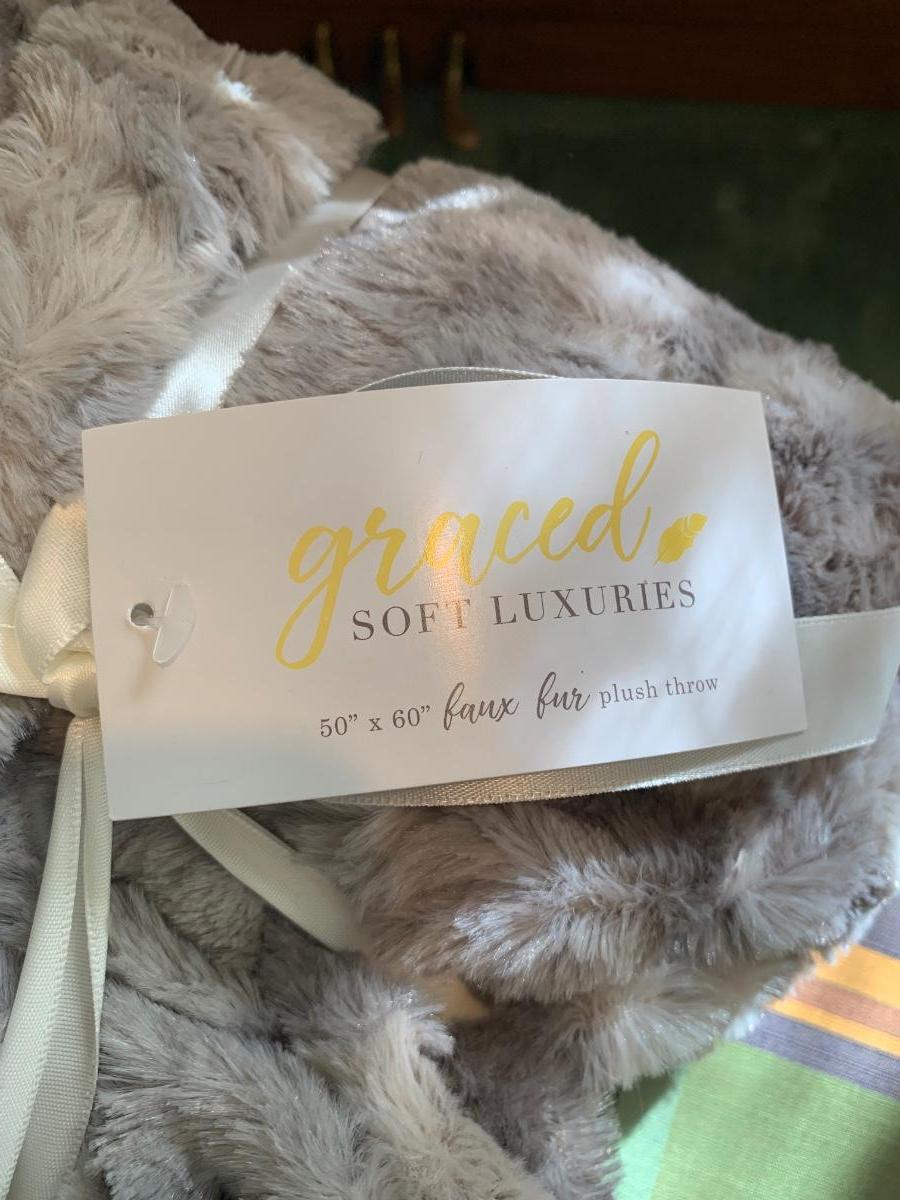 graced
SOFT LUXURIES
50” x 60” faux fur plush throw